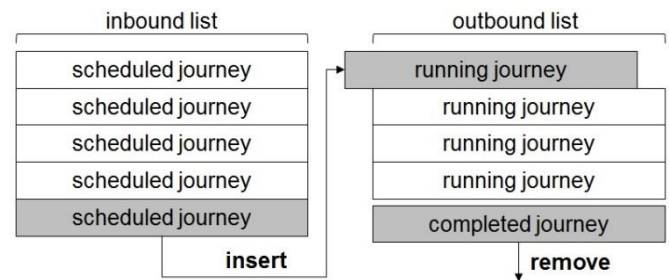 inbound list
scheduled journey
scheduled journey
scheduled journey
scheduled journey
scheduled journey
insert
outbound list
running journey
running journey
running journey
running journey
completed journey
remove